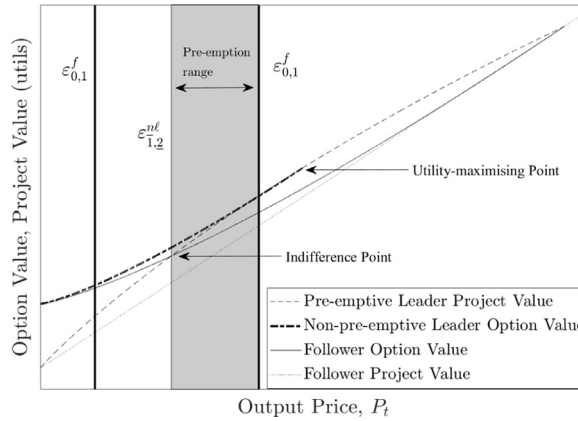 Option Value, Project Value (utils)
ε^f_{0,1}
Pre-emption
range
ε^f_{0,1}
ε^{nℓ}_{1̅,2̲}
Utility-maximising Point
Indifference Point
Pre-emptive Leader Project Value
Non-pre-emptive Leader Option Value
Follower Option Value
Follower Project Value
Output Price, P_t